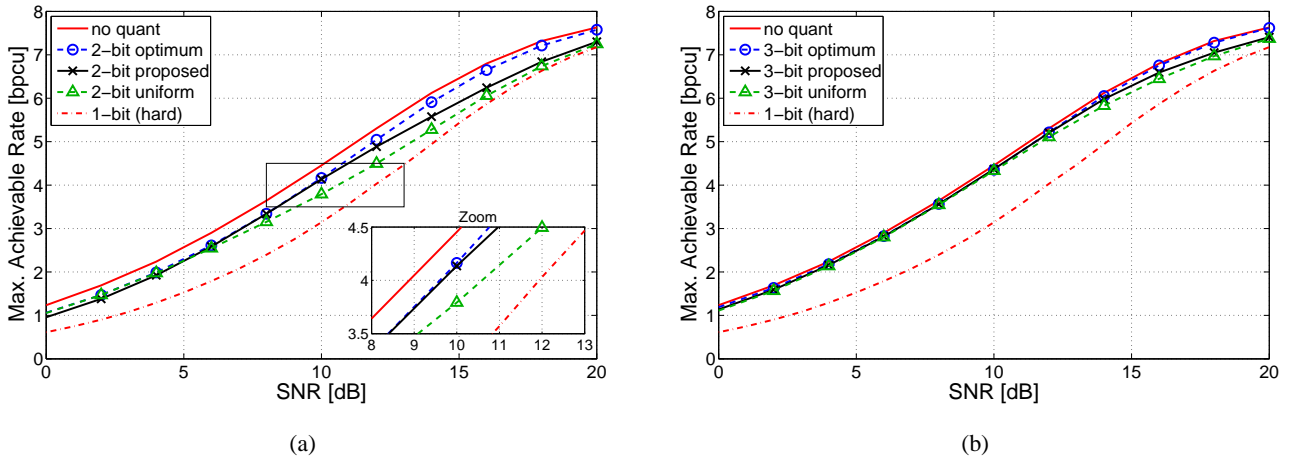 8
7
6
5
4
3
2
1
0
Max. Achievable Rate [bpcu]
no quant
2−bit optimum
2−bit proposed
2−bit uniform
1−bit (hard)
Zoom
4.5
4
3.5
8 9 10 11 12 13
0 5 10 15 20
SNR [dB]
(a)
8
7
6
5
4
3
2
1
0
Max. Achievable Rate [bpcu]
no quant
3−bit optimum
3−bit proposed
3−bit uniform
1−bit (hard)
0 5 10 15 20
SNR [dB]
(b)